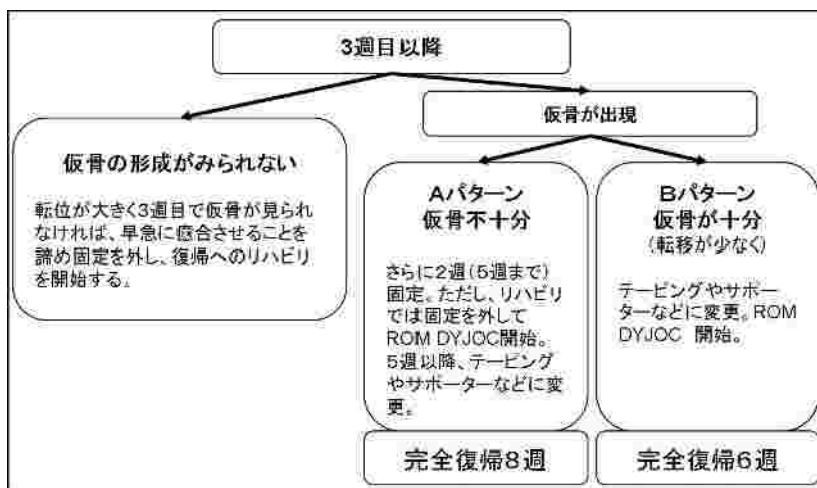 3週目以降
仮骨が出現
仮骨の形成がみられない
転位が大きく3週目で仮骨が見られ
なければ、早急に癒合させることを
諦め固定を外し、復帰へのリハビリ
を開始する。
Aパターン
仮骨不十分
さらに2週(5週まで)
固定。ただし、リハビリ
では固定を外して
ROM DYJOC開始。
5週以降、テーピング
やサポーターなどに変
更。
完全復帰8週
Bパターン
仮骨が十分
(転移が少なく)
テーピングやサポー
ターなどに変更。ROM
DYJOC 開始。
完全復帰6週